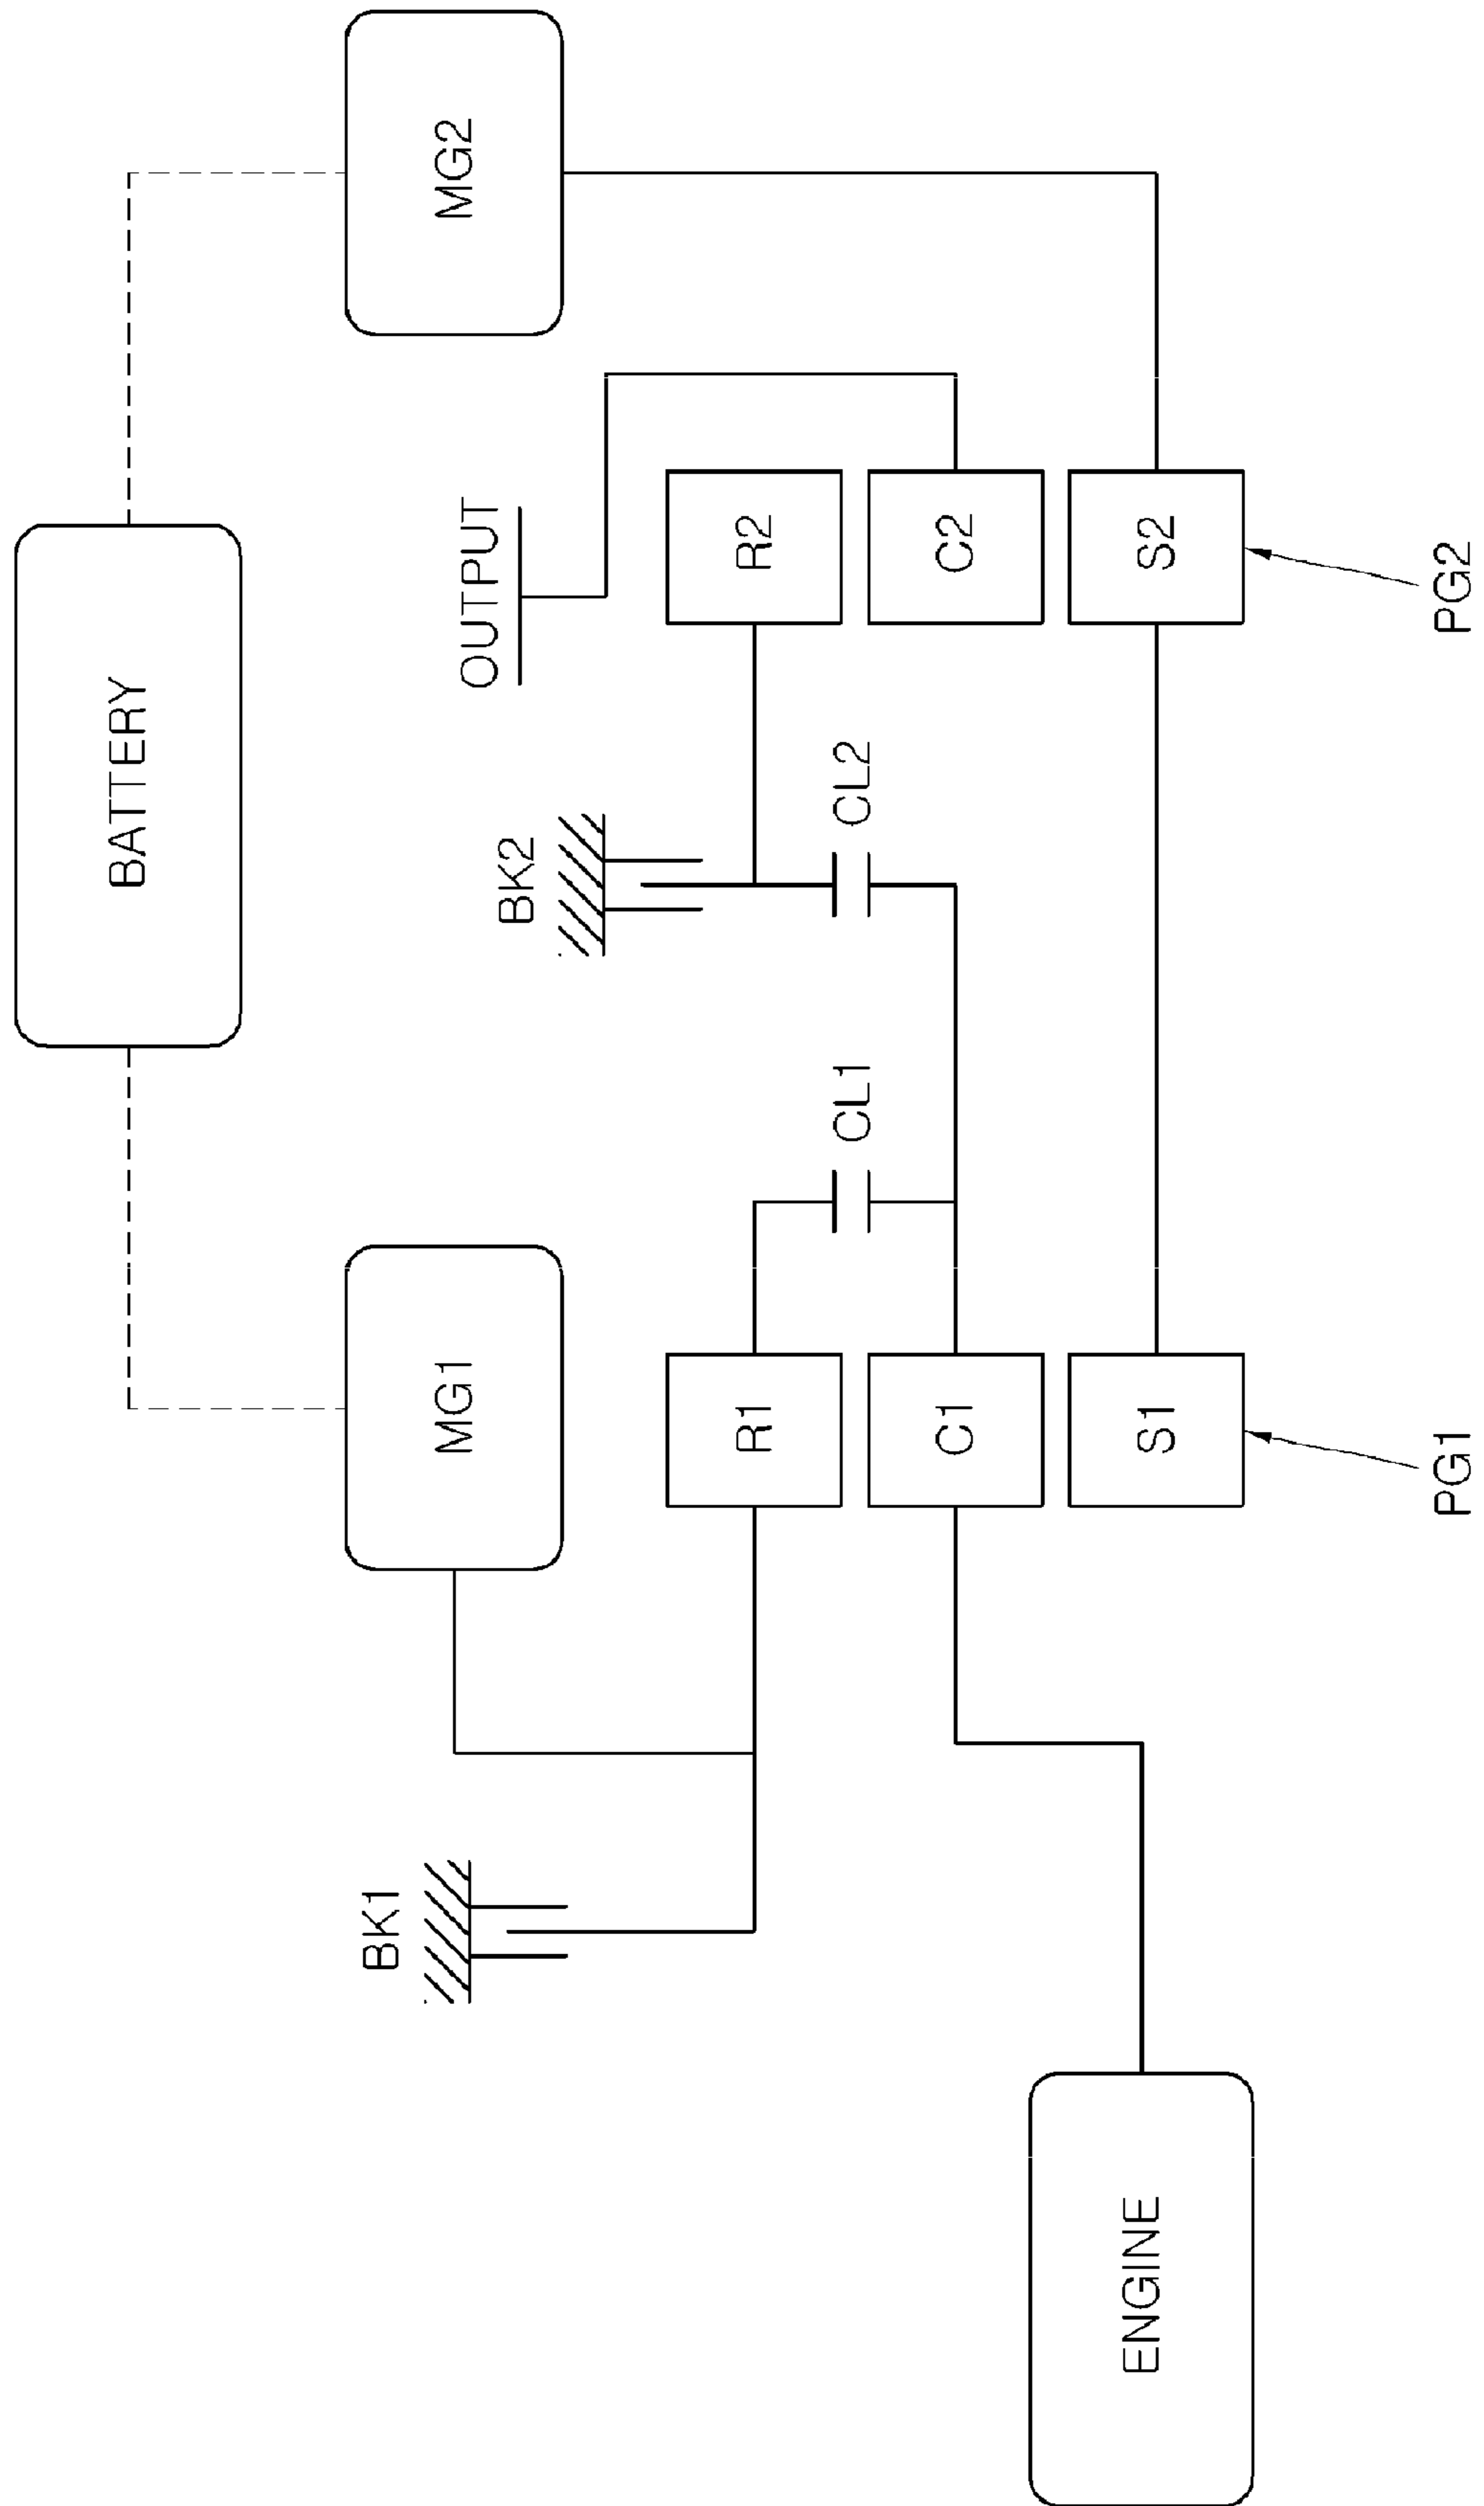 BATTERY
MG1
MG2
BK1
BK2
OUTPUT
R1
R2
CL1
CL2
C1
C2
ENGINE
S1
S2
PG1
PG2